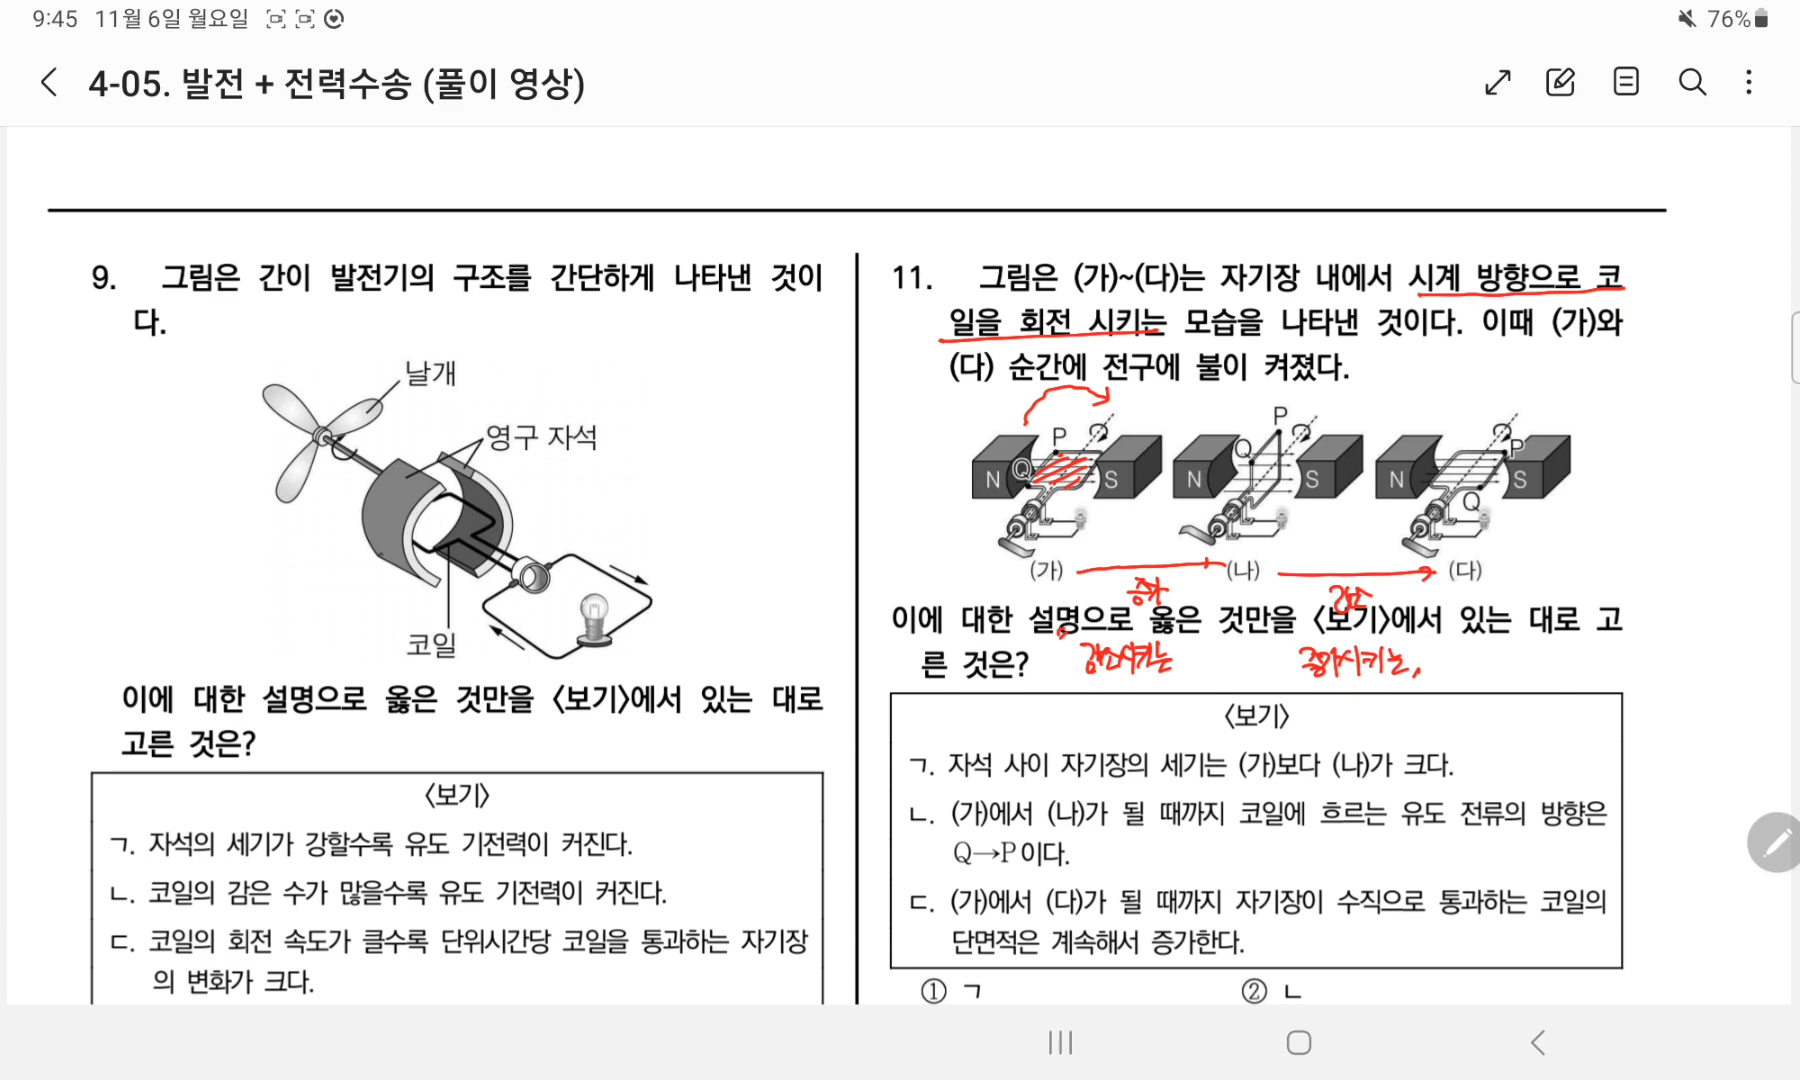 9:45 11월 6일 월요일
76%
4-05. 발전 + 전력수송 (풀이 영상)
9. 그림은 간이 발전기의 구조를 간단하게 나타낸 것이
다.
날개
영구 자석
코일
이에 대한 설명으로 옳은 것만을 〈보기〉에서 있는 대로
고른 것은?
〈보기〉
ㄱ. 자석의 세기가 강할수록 유도 기전력이 커진다.
ㄴ. 코일의 감은 수가 많을수록 유도 기전력이 커진다.
ㄷ. 코일의 회전 속도가 클수록 단위시간당 코일을 통과하는 자기장
의 변화가 크다.
11. 그림은 (가)~(다)는 자기장 내에서 시계 방향으로 코
일을 회전 시키는 모습을 나타낸 것이다. 이때 (가)와
(다) 순간에 전구에 불이 켜졌다.
P
Q
N
S
P
Q
N
S
P
Q
N
S
(가)
(나)
(다)
증가
감소
이에 대한 설명으로 옳은 것만을 〈보기〉에서 있는 대로 고
른 것은?
감소시키는
증가시키는,
〈보기〉
ㄱ. 자석 사이 자기장의 세기는 (가)보다 (나)가 크다.
ㄴ. (가)에서 (나)가 될 때까지 코일에 흐르는 유도 전류의 방향은
Q→P이다.
ㄷ. (가)에서 (다)가 될 때까지 자기장이 수직으로 통과하는 코일의
단면적은 계속해서 증가한다.
① ㄱ
② ㄴ